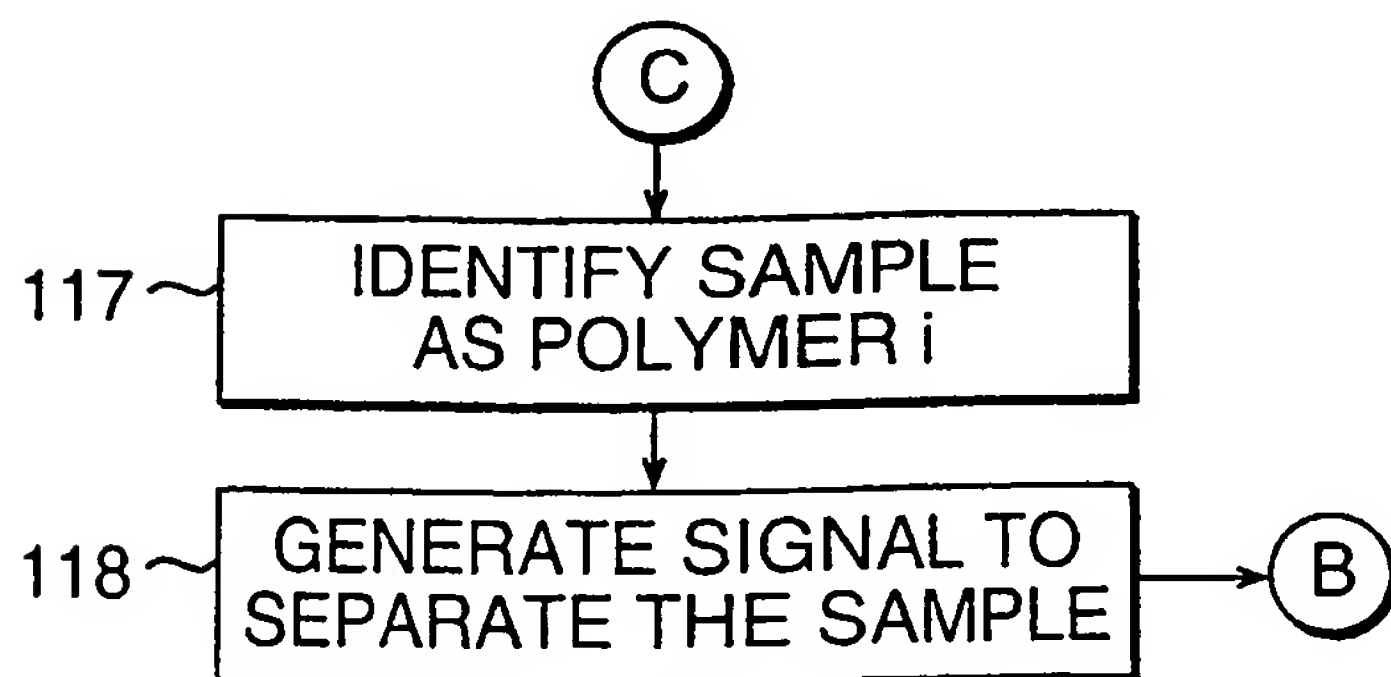 C
117
IDENTIFY SAMPLE
AS POLYMER i
118
GENERATE SIGNAL TO
SEPARATE THE SAMPLE
B